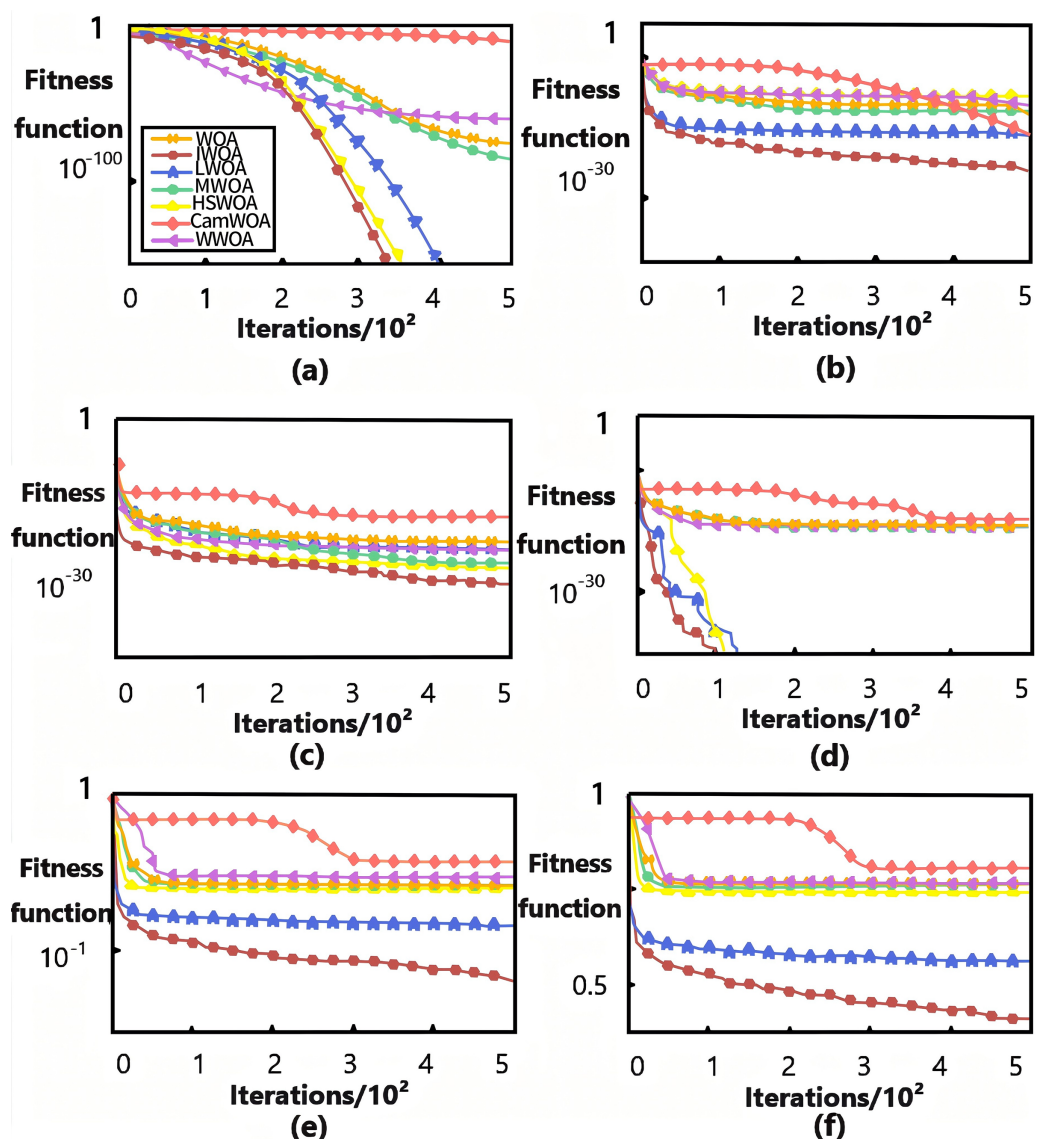 1
Fitness
function
10⁻¹⁰⁰
WOA
IWOA
LWOA
MWOA
HSWOA
CamWOA
WWOA
0 1 2 3 4 5
Iterations/10²
(a)
1
Fitness
function
10⁻³⁰
0 1 2 3 4 5
Iterations/10²
(b)
1
Fitness
function
10⁻³⁰
0 1 2 3 4 5
Iterations/10²
(c)
1
Fitness
function
10⁻³⁰
0 1 2 3 4 5
Iterations/10²
(d)
1
Fitness
function
10⁻¹
0 1 2 3 4 5
Iterations/10²
(e)
1
Fitness
function
0.5
0 1 2 3 4 5
Iterations/10²
(f)